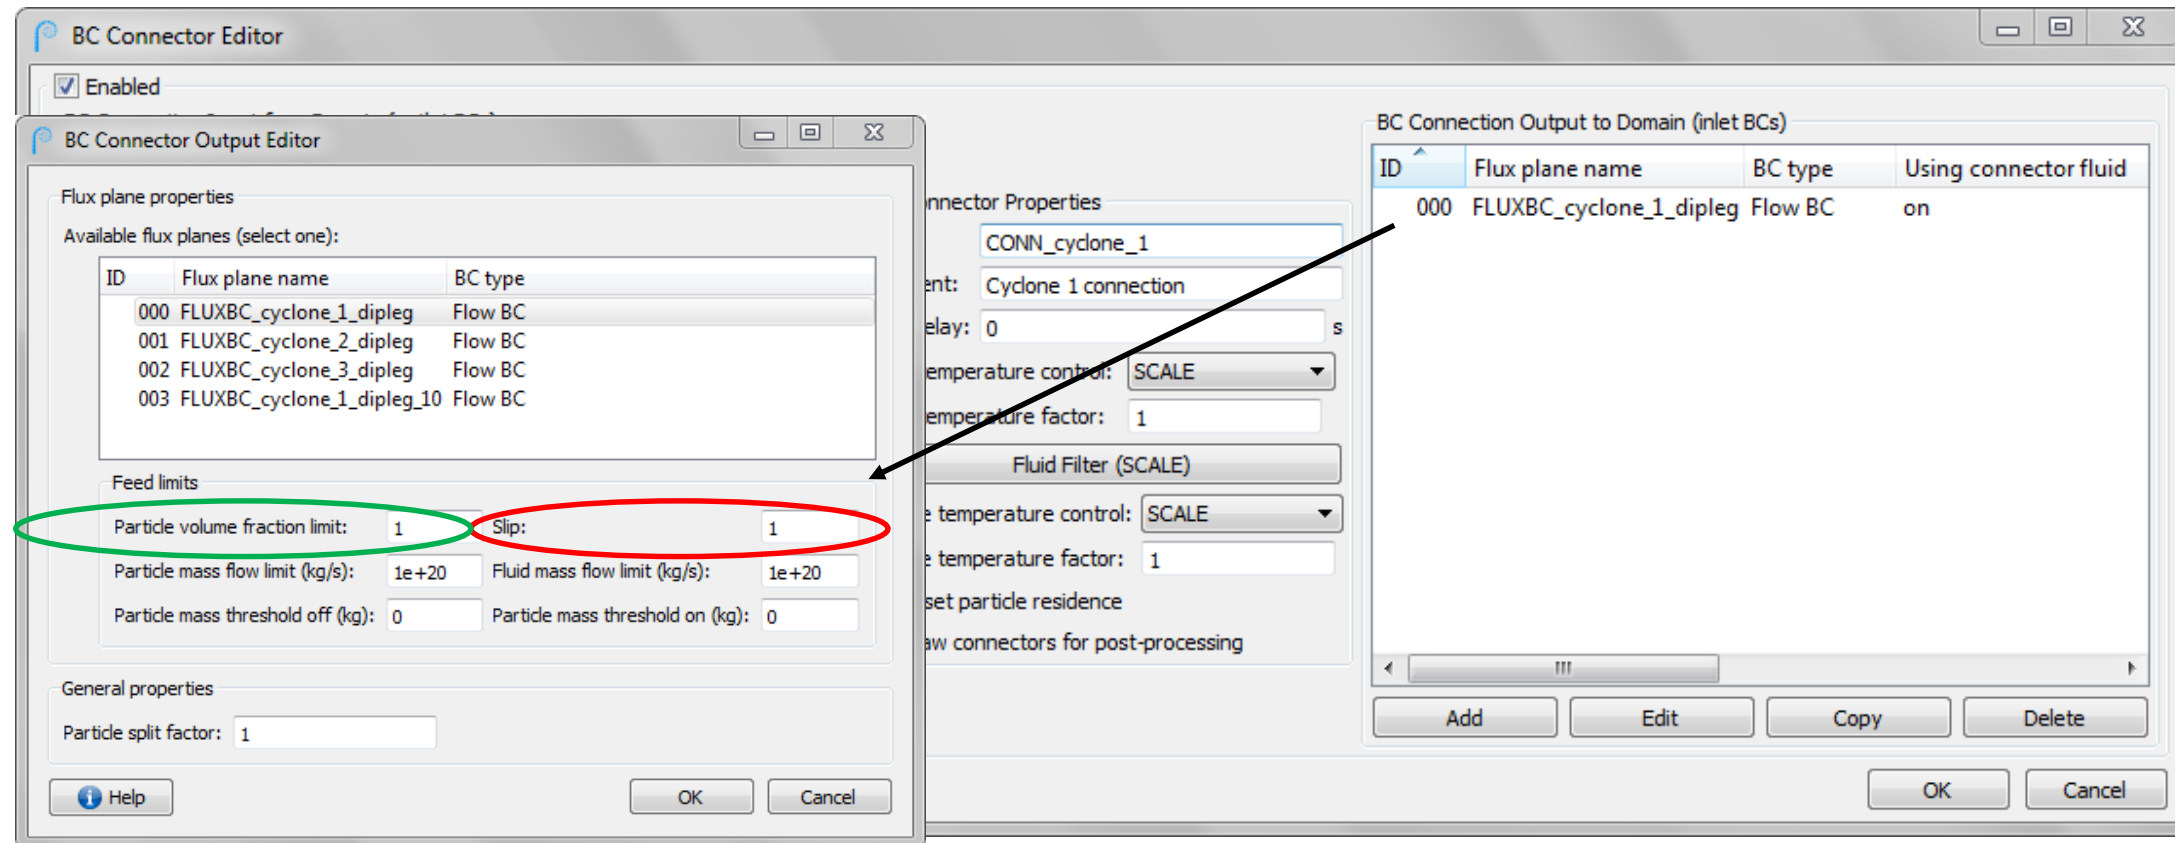 BC Connector Editor
Enabled
BC Connector Output Editor
Flux plane properties
Available flux planes (select one):
ID Flux plane name BC type
000 FLUXBC_cyclone_1_dipleg Flow BC
001 FLUXBC_cyclone_2_dipleg Flow BC
002 FLUXBC_cyclone_3_dipleg Flow BC
003 FLUXBC_cyclone_1_dipleg_10 Flow BC
Feed limits
Particle volume fraction limit: 1 Slip: 1
Particle mass flow limit (kg/s): 1e+20 Fluid mass flow limit (kg/s): 1e+20
Particle mass threshold off (kg): 0 Particle mass threshold on (kg): 0
General properties
Particle split factor: 1
Help OK Cancel
onnector Properties
CONN_cyclone_1
ent: Cyclone 1 connection
elay: 0 s
emperature control: SCALE
emperature factor: 1
Fluid Filter (SCALE)
e temperature control: SCALE
e temperature factor: 1
set particle residence
aw connectors for post-processing
BC Connection Output to Domain (inlet BCs)
ID Flux plane name BC type Using connector fluid
000 FLUXBC_cyclone_1_dipleg Flow BC on
Add Edit Copy Delete
OK Cancel